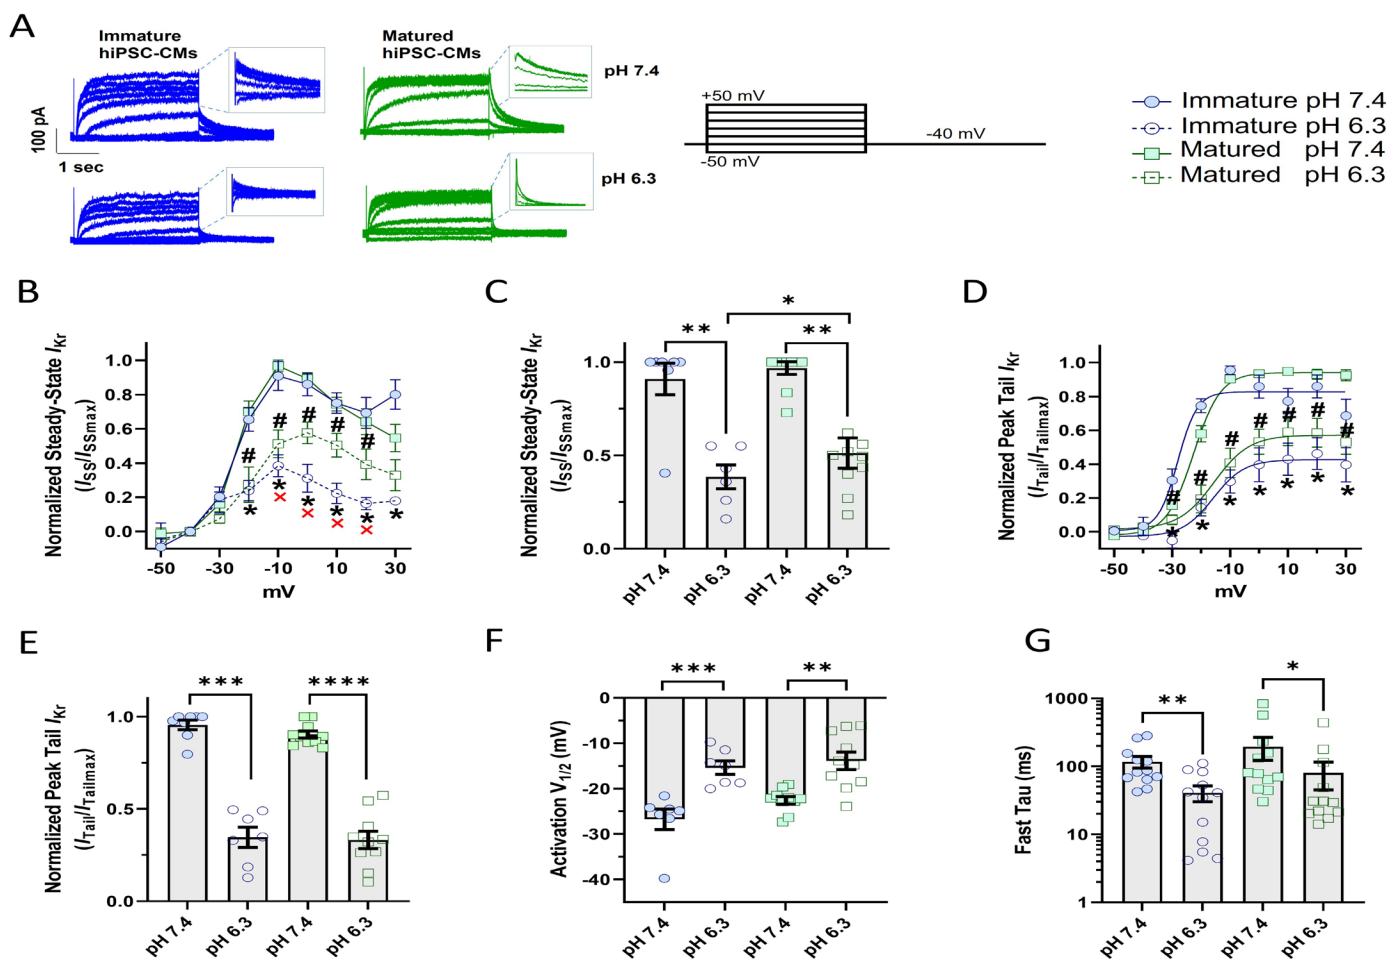 A
Immature
hiPSC-CMs
Matured
hiPSC-CMs
pH 7.4
100 pA
1 sec
pH 6.3
+50 mV
-40 mV
-50 mV
Immature pH 7.4
Immature pH 6.3
Matured pH 7.4
Matured pH 6.3
B
Normalized Steady-State IKr
(ISS/ISSmax)
1.0
0.8
0.6
0.4
0.2
0.0
# # # # #
* * * * * *
× × × ×
-50 -30 -10 10 30
mV
C
Normalized Steady-State IKr
(ISS/ISSmax)
*
** **
1.0
0.5
0.0
pH 7.4 pH 6.3 pH 7.4 pH 6.3
D
Normalized Peak Tail IKr
(ITail/ITailmax)
1.0
0.8
0.6
0.4
0.2
0.0
# # # # # # #
* * * * * * *
-50 -30 -10 10 30
mV
E
Normalized Peak Tail IKr
(ITail/ITailmax)
*** ****
1.0
0.5
0.0
pH 7.4 pH 6.3 pH 7.4 pH 6.3
F
Activation V1/2 (mV)
*** **
0
-10
-20
-30
-40
pH 7.4 pH 6.3 pH 7.4 pH 6.3
G
Fast Tau (ms)
** *
1000
100
10
1
pH 7.4 pH 6.3 pH 7.4 pH 6.3